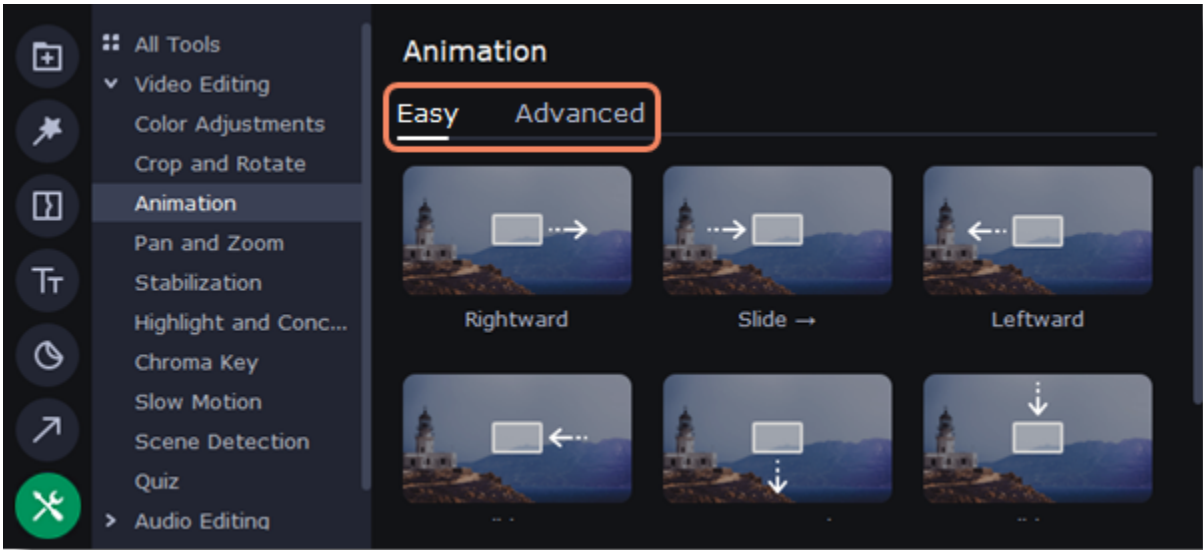 All Tools
Video Editing
Color Adjustments
Crop and Rotate
Animation
Pan and Zoom
Stabilization
Highlight and Conc...
Chroma Key
Slow Motion
Scene Detection
Quiz
Audio Editing
Animation
Easy Advanced
Rightward Slide → Leftward